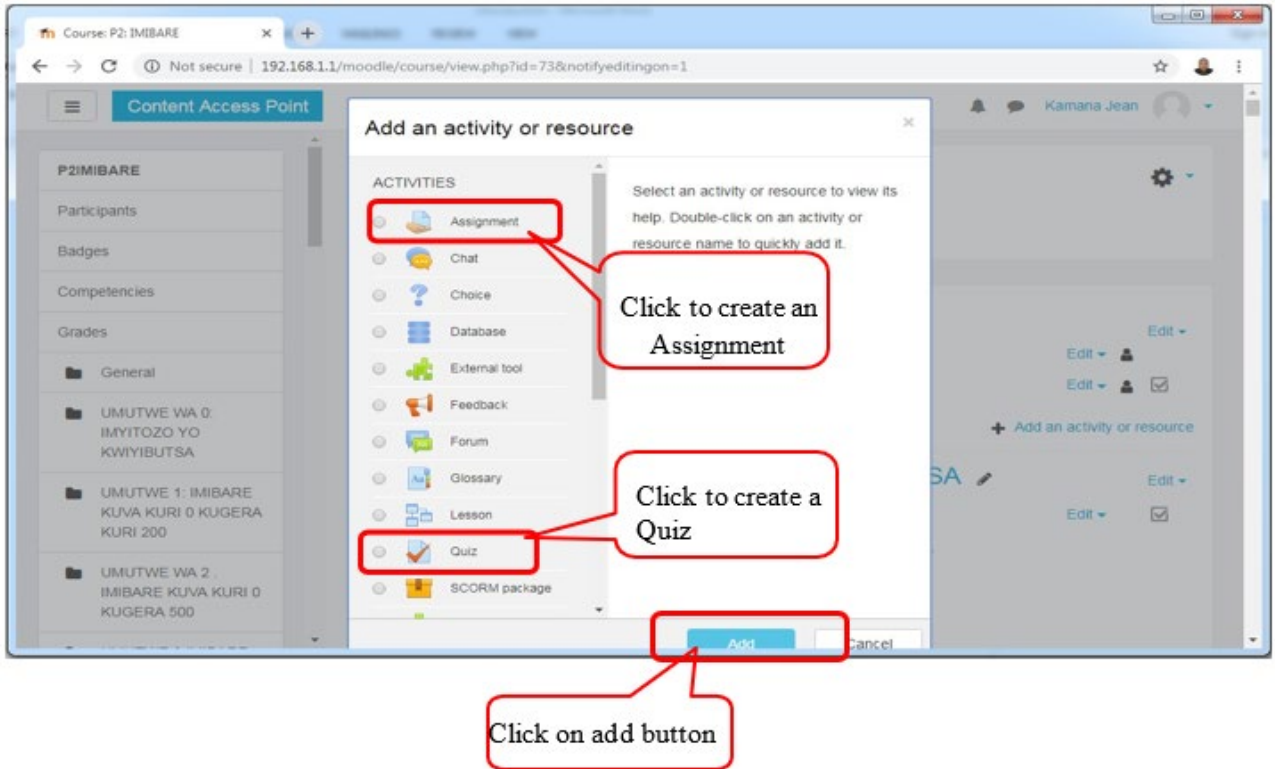 Course: P2: IMIBARE
Not secure | 192.168.1.1/moodle/course/view.php?id=73&notifyeditingon=1
Content Access Point
Kamana Jean
Add an activity or resource
P2IMIBARE
Participants
Badges
Competencies
Grades
General
UMUTWE WA 0:
IMYITOZO YO
KWIYIBUTSA
UMUTWE 1: IMIBARE
KUVA KURI 0 KUGERA
KURI 200
UMUTWE WA 2 .
IMIBARE KUVA KURI 0
KUGERA 500
ACTIVITIES
Assignment
Chat
Choice
Database
External tool
Feedback
Forum
Glossary
Lesson
Quiz
SCORM package
Select an activity or resource to view its
help. Double-click on an activity or
resource name to quickly add it.
Click to create an
Assignment
Click to create a
Quiz
Edit
Edit
Edit
Add an activity or resource
SA
Edit
Edit
Add
Cancel
Click on add button